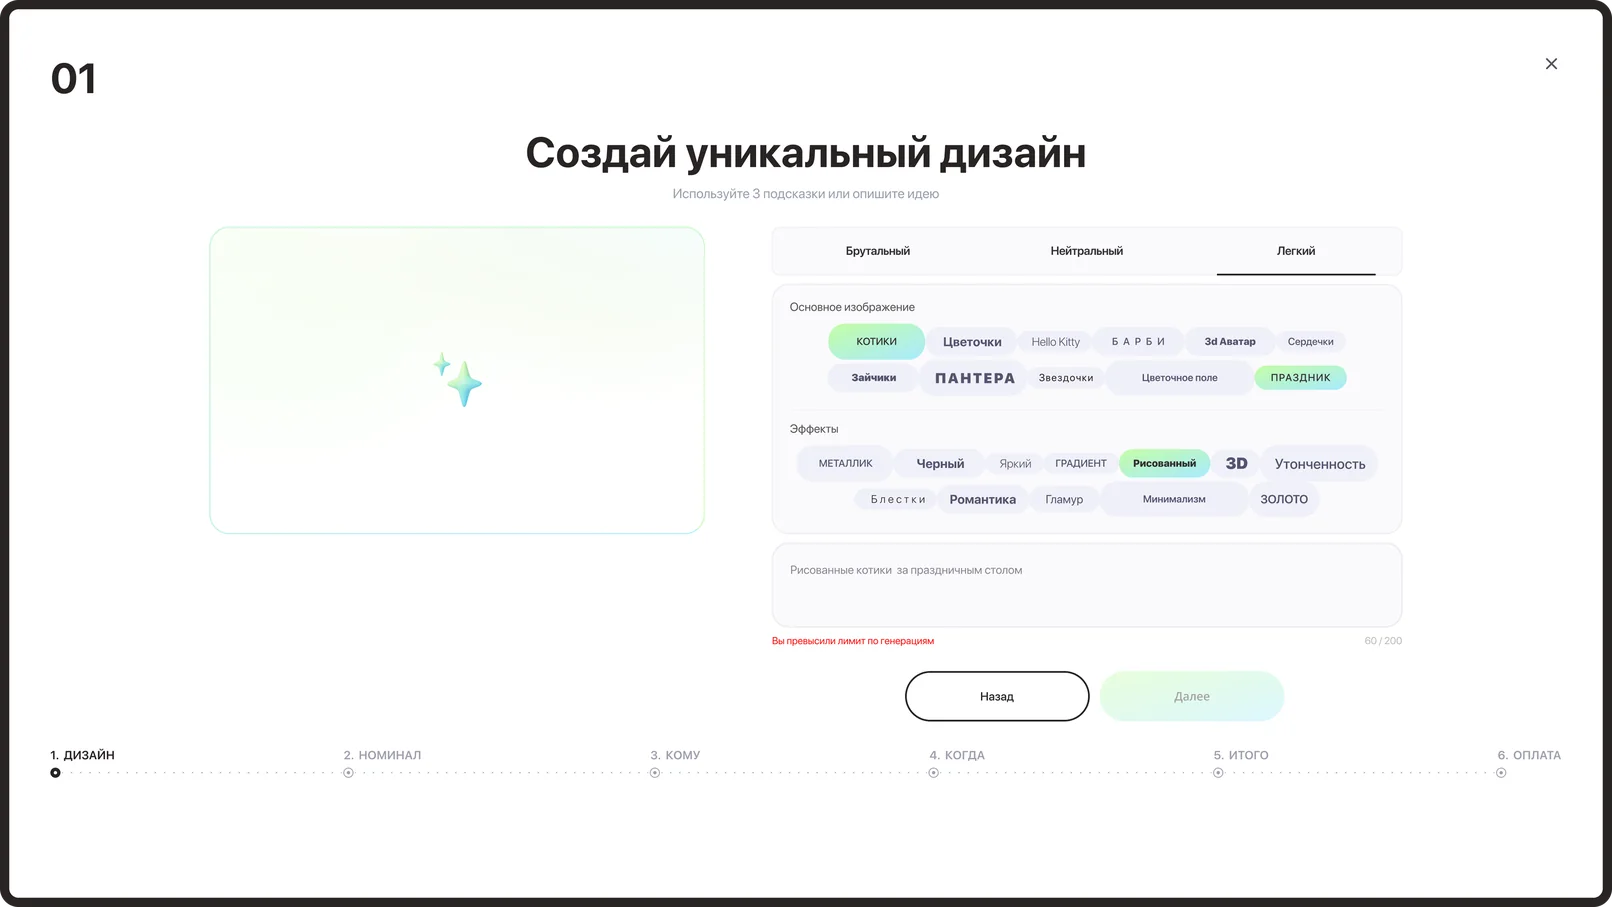 01
Создай уникальный дизайн
Используйте 3 подсказки или опишите идею
Брутальный Нейтральный Легкий
Основное изображение
КОТИКИ Цветочки Hello Kitty БАРБИ 3d Аватар Сердечки
Зайчики ПАНТЕРА Звездочки Цветочное поле ПРАЗДНИК
Эффекты
МЕТАЛЛИК Черный Яркий ГРАДИЕНТ Рисованный 3D Утонченность
Блестки Романтика Гламур Минимализм ЗОЛОТО
Рисованные котики за праздничным столом
Вы превысили лимит по генерациям 60 / 200
Назад Далее
1. ДИЗАЙН 2. НОМИНАЛ 3. КОМУ 4. КОГДА 5. ИТОГО 6. ОПЛАТА